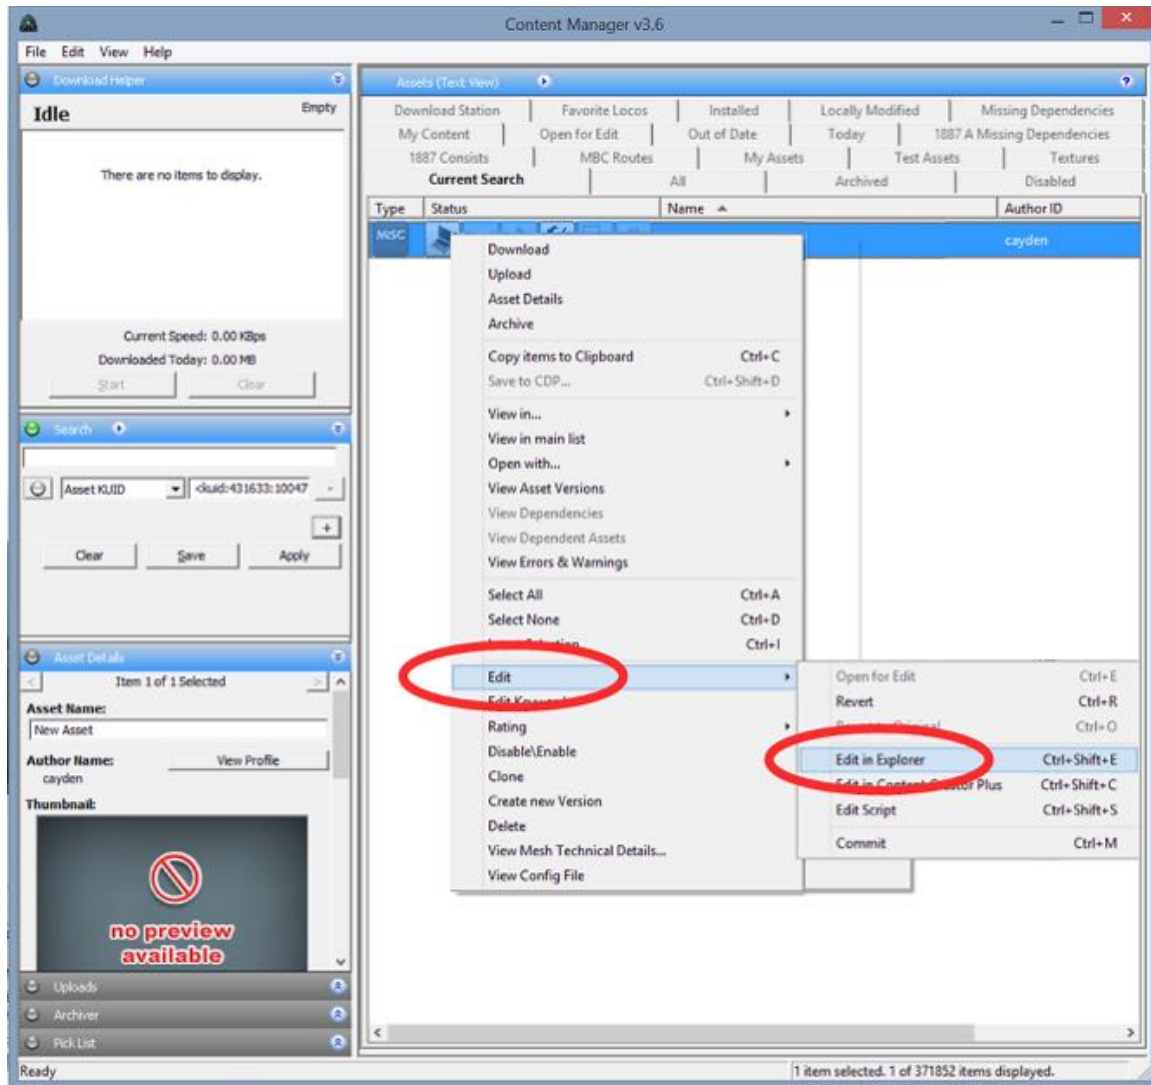 Content Manager v3.6
File Edit View Help
Download Helper
Idle
Empty
There are no items to display.
Current Speed: 0.00 KBps
Downloaded Today: 0.00 MB
Start Clear
Search
Asset KUID <kuid:431633:10047 -
+
Clear Save Apply
Asset Details
< Item 1 of 1 Selected >
Asset Name:
New Asset
Author Name: View Profile
cayden
Thumbnail:
no preview
available
Uploads
Archiver
Pick List
Assets (Text View)
Download Station Favorite Locos Installed Locally Modified Missing Dependencies
My Content Open for Edit Out of Date Today 1887 A Missing Dependencies
1887 Consists MBC Routes My Assets Test Assets Textures
Current Search All Archived Disabled
Type Status Name Author ID
MISC cayden
Download
Upload
Asset Details
Archive
Copy items to Clipboard Ctrl+C
Save to CDP... Ctrl+Shift+D
View in...
View in main list
Open with...
View Asset Versions
View Dependencies
View Dependent Assets
View Errors & Warnings
Select All Ctrl+A
Select None Ctrl+D
Selection Ctrl+I
Edit
Edit
Rating
Disable\Enable
Clone
Create new Version
Delete
View Mesh Technical Details...
View Config File
Open for Edit Ctrl+E
Revert Ctrl+R
Ctrl+O
Edit in Explorer Ctrl+Shift+E
Edit in Content Creator Plus Ctrl+Shift+C
Edit Script Ctrl+Shift+S
Commit Ctrl+M
Ready
1 item selected. 1 of 371852 items displayed.